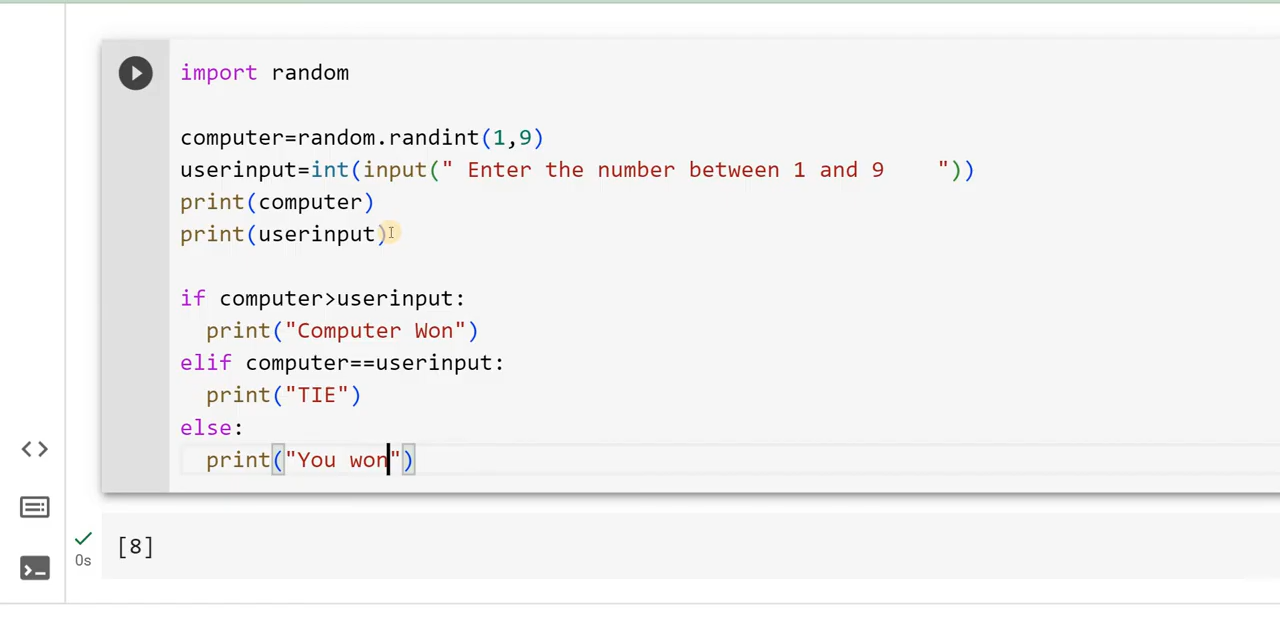 import random
computer=random.randint(1,9)
userinput=int(input(" Enter the number between 1 and 9    "))
print(computer)
print(userinput)
if computer>userinput:
  print("Computer Won")
elif computer==userinput:
  print("TIE")
else:
  print("You won")
[8]
0s